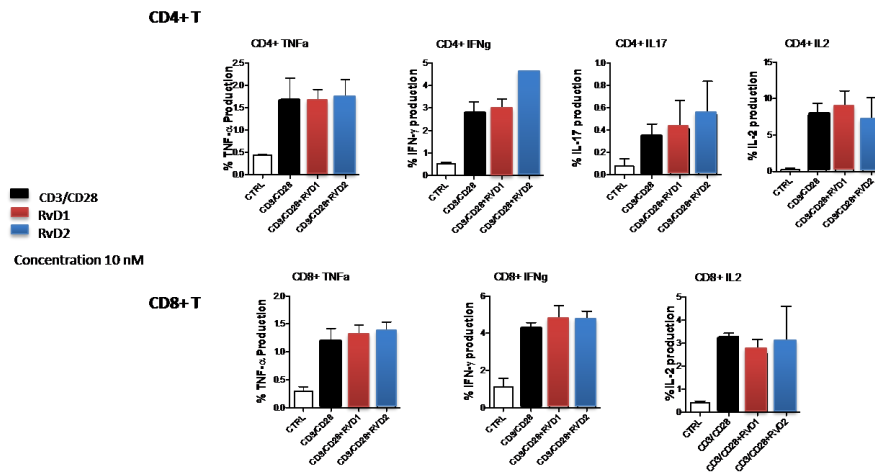 CD4+ T
CD4+ TNFa
CD4+ IFNg
CD4+ IL17
CD4+ IL2
% TNF-α Production
2.5
2.0
1.5
1.0
0.5
0.0
CTRL
CD3/CD28
CD3/CD28+RVD1
CD3/CD28+RVD2
% IFN-γ production
5
4
3
2
1
0
CTRL
CD3/CD28
CD3/CD28+RVD1
CD3/CD28+RVD2
% IL-17 production
1.0
0.8
0.6
0.4
0.2
0.0
CTRL
CD3/CD28
CD3/CD28+RVD1
CD3/CD28+RVD2
% IL-2 production
15
10
5
0
CTRL
CD3/CD28
CD3/CD28+RVD1
CD3/CD28+RVD2
CD3/CD28
RvD1
RvD2
Concentration 10 nM
CD8+ T
CD8+ TNFa
CD8+ IFNg
CD8+ IL2
% TNF-α Production
2.0
1.5
1.0
0.5
0.0
CTRL
CD3/CD28
CD3/CD28+RVD1
CD3/CD28+RVD2
% IFN-γ production
6
4
2
0
CTRL
CD3/CD28
CD3/CD28+RVD1
CD3/CD28+RVD2
% IL-2 production
5
4
3
2
1
0
CTRL
CD3/CD28
CD3/CD28+RVD1
CD3/CD28+RVD2